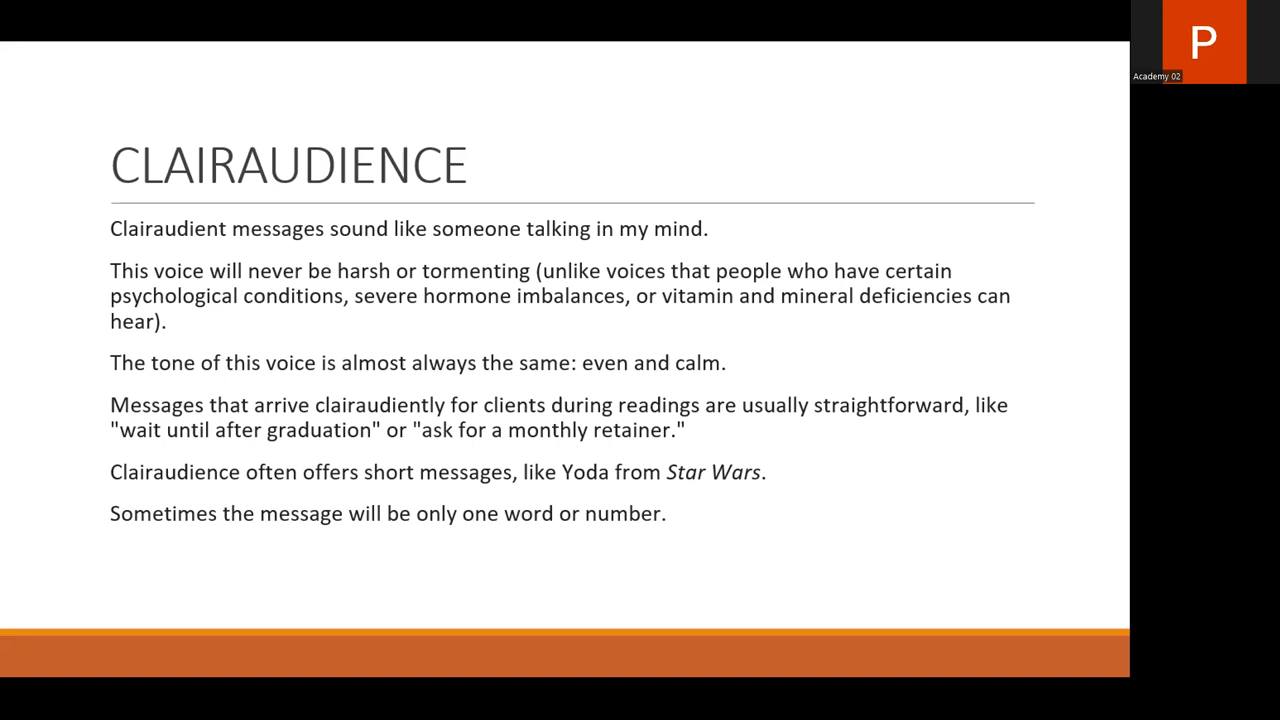 P
Academy 02
CLAIRAUDIENCE
Clairaudient messages sound like someone talking in my mind.
This voice will never be harsh or tormenting (unlike voices that people who have certain
psychological conditions, severe hormone imbalances, or vitamin and mineral deficiencies can
hear).
The tone of this voice is almost always the same: even and calm.
Messages that arrive clairaudiently for clients during readings are usually straightforward, like
"wait until after graduation" or "ask for a monthly retainer."
Clairaudience often offers short messages, like Yoda from Star Wars.
Sometimes the message will be only one word or number.